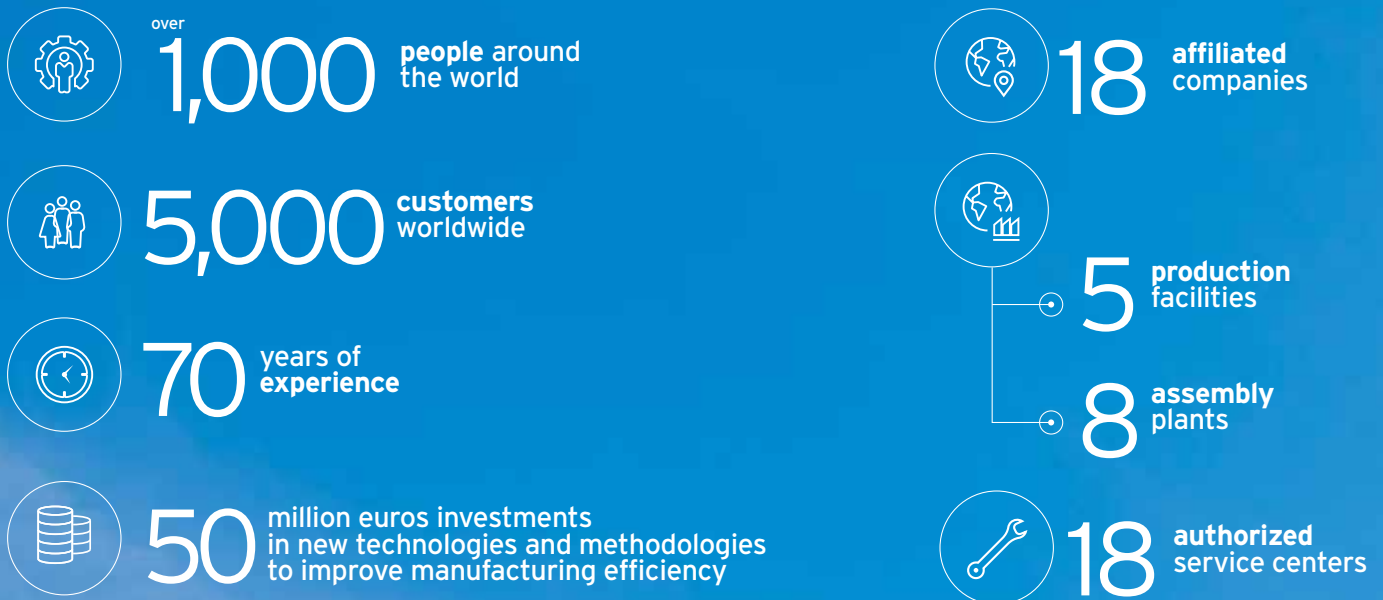 over
1,000
people around
the world
5,000
customers
worldwide
70
years of
experience
50
million euros investments
in new technologies and methodologies
to improve manufacturing efficiency
18
affiliated
companies
5
production
facilities
8
assembly
plants
18
authorized
service centers